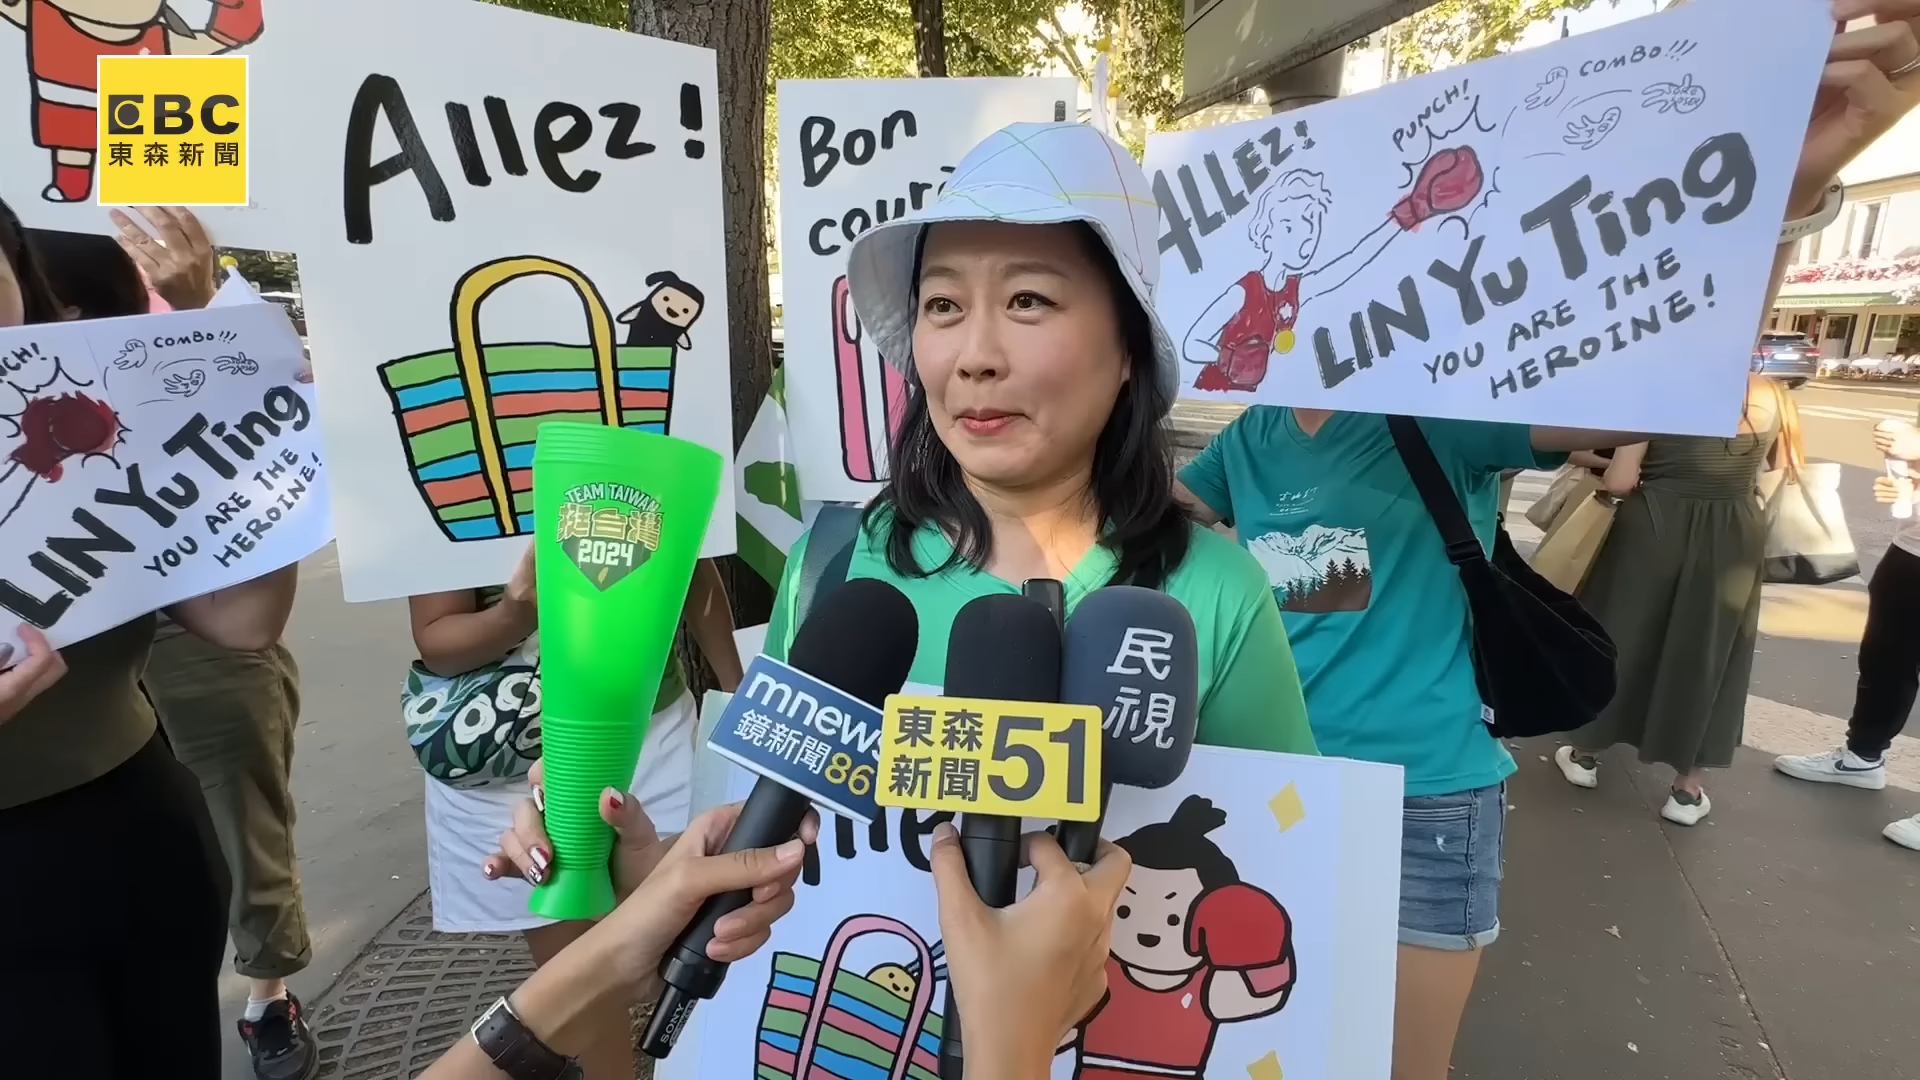 EBC
東森新聞
Allez!
Bon
cour
ALLEZ!
PUNCH!
COMBO!!!
LIN Yu Ting
YOU ARE THE
HEROINE!
COMBO!!!
LIN Yu Ting
YOU ARE THE
HEROINE!
TEAM TAIWAN
挺台灣
2024
mnews
鏡新聞86
東森
新聞
51
民視
SONY